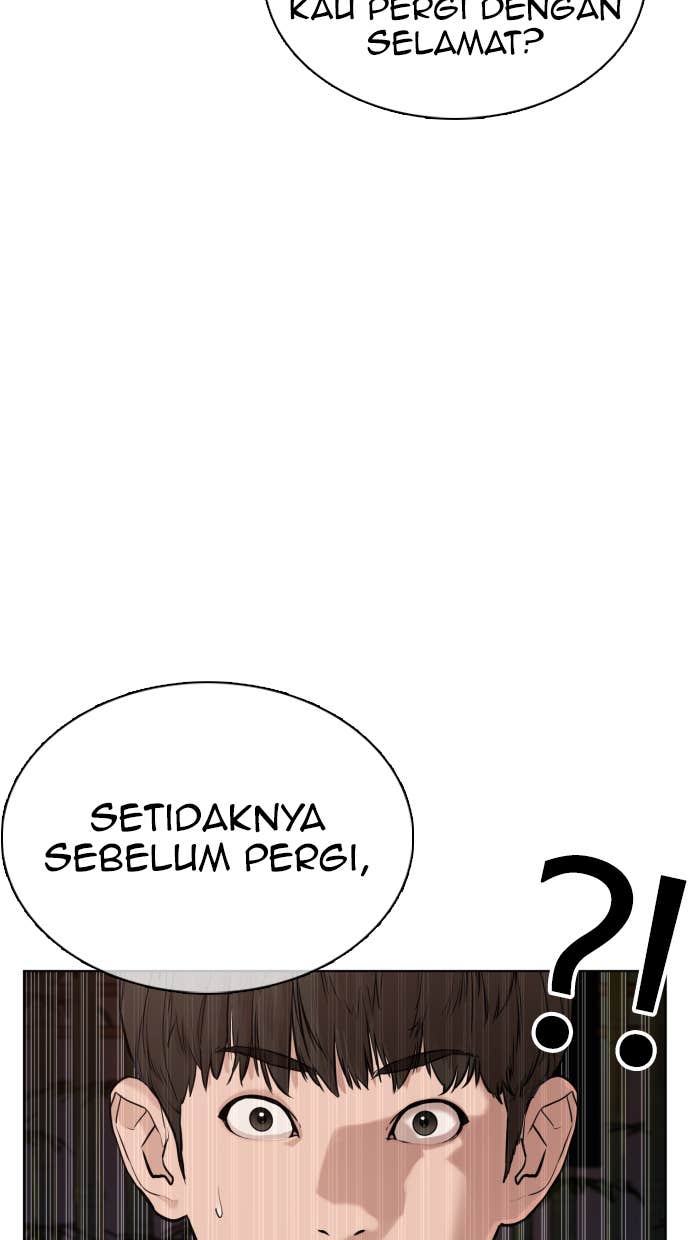 KAU PERGI DENGAN
SELAMAT?
SETIDAKNYA
SEBELUM PERGI,
?!